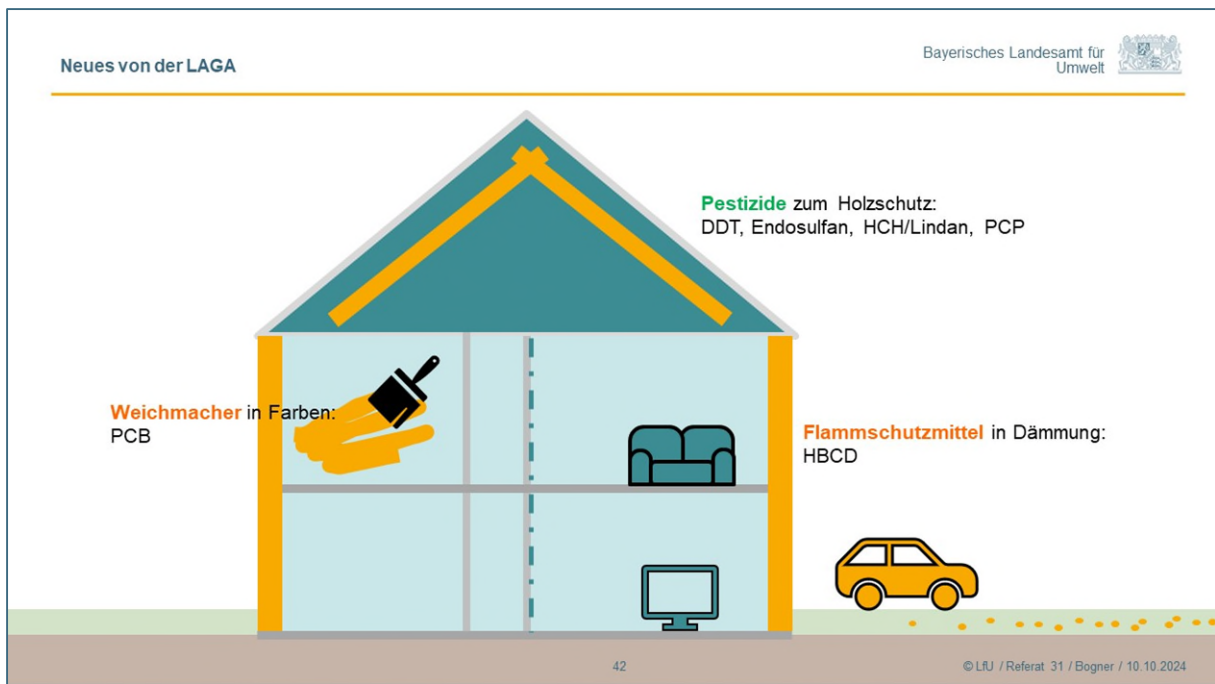 Neues von der LAGA
Bayerisches Landesamt für
Umwelt
Pestizide zum Holzschutz:
DDT, Endosulfan, HCH/Lindan, PCP
Weichmacher in Farben:
PCB
Flammschutzmittel in Dämmung:
HBCD
42
© LfU / Referat 31 / Bogner / 10.10.2024